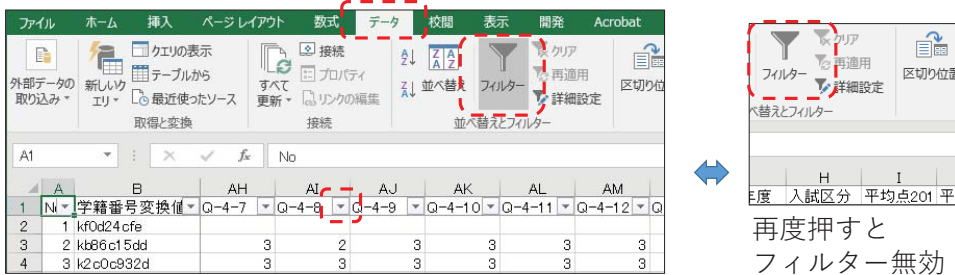 ファイル ホーム 挿入 ページ レイアウト 数式 データ 校閲 表示 開発 Acrobat
外部データの取り込み
新しいクエリ
クエリの表示
テーブルから
最近使ったソース
取得と変換
すべて更新
接続
プロパティ
リンクの編集
接続
並べ替え
フィルター
クリア
再適用
詳細設定
並べ替えとフィルター
区切り位
A1 fx No
A B AH AI AJ AK AL AM
1 学籍番号変換値 Q-4-7 Q-4-8 Q-4-9 Q-4-10 Q-4-11 Q-4-12 Q
2 1 kf0d24cfe
3 2 kb86c15dd 3 2 3 3 3 3
4 3 k2c0c932d 3 3 3 3 3 3
フィルター
クリア
再適用
詳細設定
べ替えとフィルター
区切り位置
H I
年度 入試区分 平均点201 平
再度押すと
フィルター無効